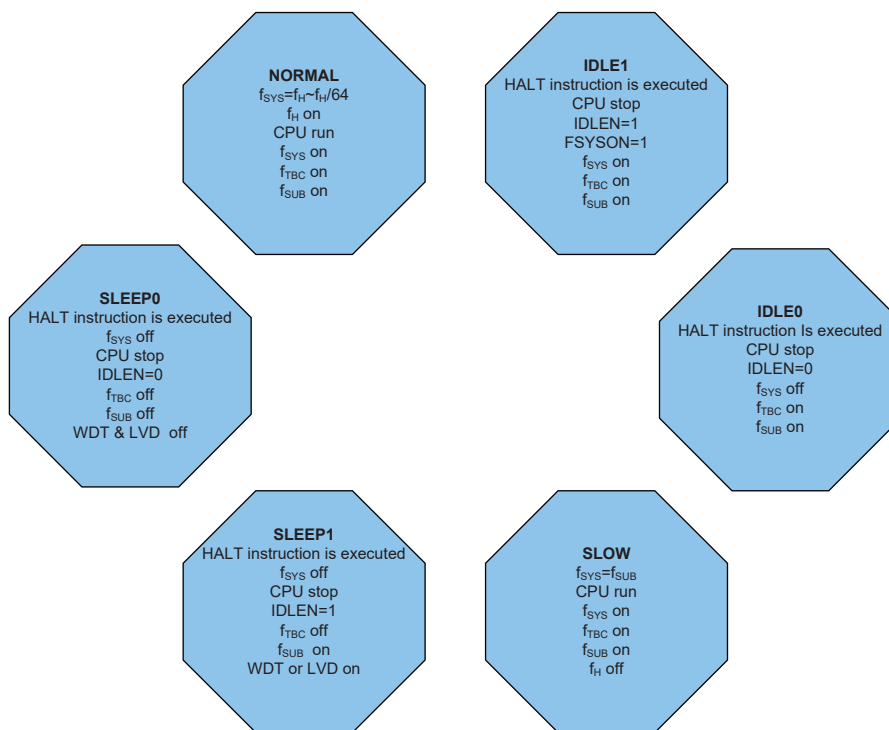 NORMAL
fSYS=fH~fH/64
fH on
CPU run
fSYS on
fTBC on
fSUB on
IDLE1
HALT instruction is executed
CPU stop
IDLEN=1
FSYSON=1
fSYS on
fTBC on
fSUB on
SLEEP0
HALT instruction is executed
fSYS off
CPU stop
IDLEN=0
fTBC off
fSUB off
WDT & LVD off
IDLE0
HALT instruction Is executed
CPU stop
IDLEN=0
fSYS off
fTBC on
fSUB on
SLEEP1
HALT instruction is executed
fSYS off
CPU stop
IDLEN=1
fTBC off
fSUB on
WDT or LVD on
SLOW
fSYS=fSUB
CPU run
fSYS on
fTBC on
fSUB on
fH off